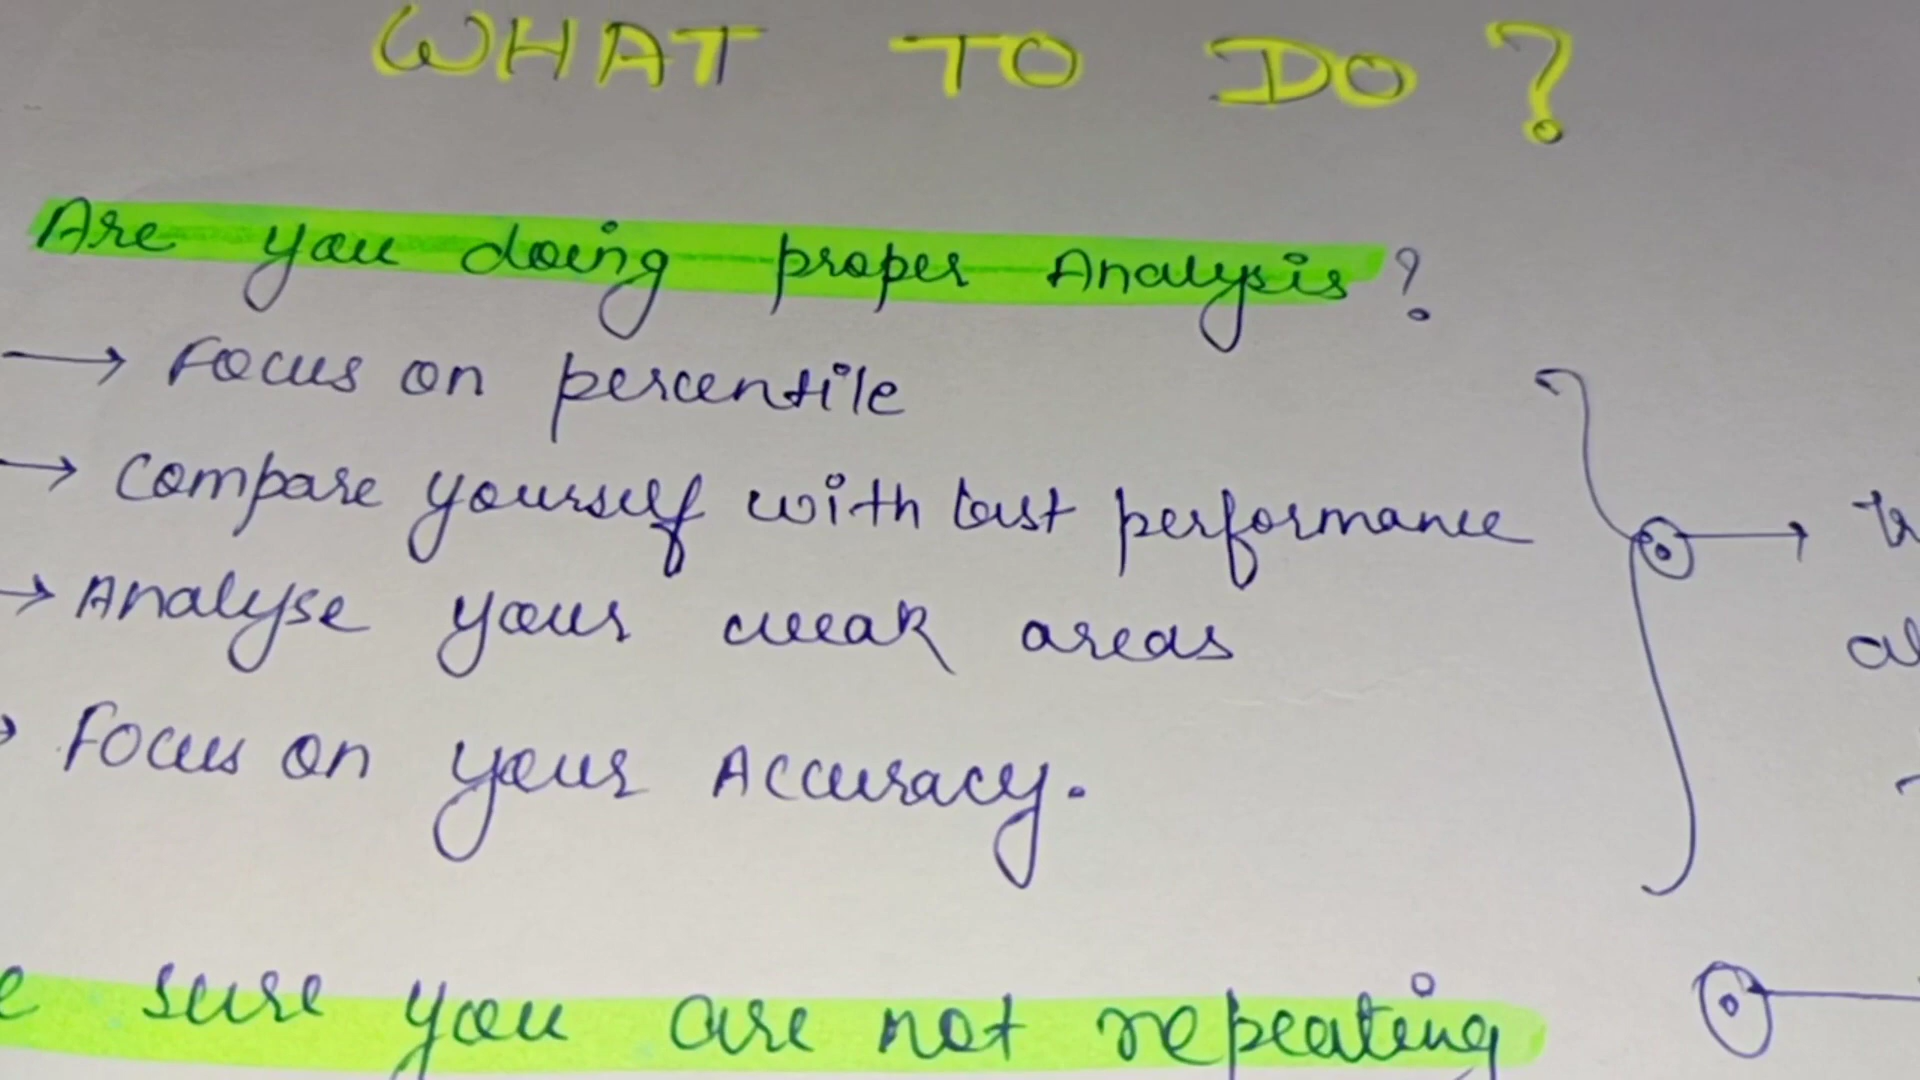 WHAT TO DO ?
Are you doing proper Analysis ?
→ Focus on percentile
→ Compare yourself with last performance
→ Analyse your weak areas
→ Focus on your Accuracy.
sure you are not repeating